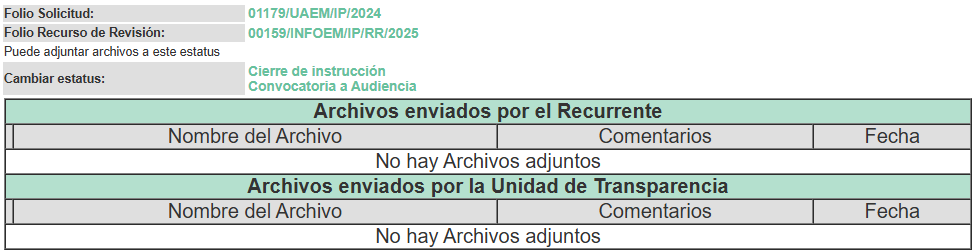 Folio Solicitud: 01179/UAEM/IP/2024
Folio Recurso de Revisión: 00159/INFOEM/IP/RR/2025
Puede adjuntar archivos a este estatus
Cambiar estatus: Cierre de instrucción
Convocatoria a Audiencia
Archivos enviados por el Recurrente
Nombre del Archivo Comentarios Fecha
No hay Archivos adjuntos
Archivos enviados por la Unidad de Transparencia
Nombre del Archivo Comentarios Fecha
No hay Archivos adjuntos